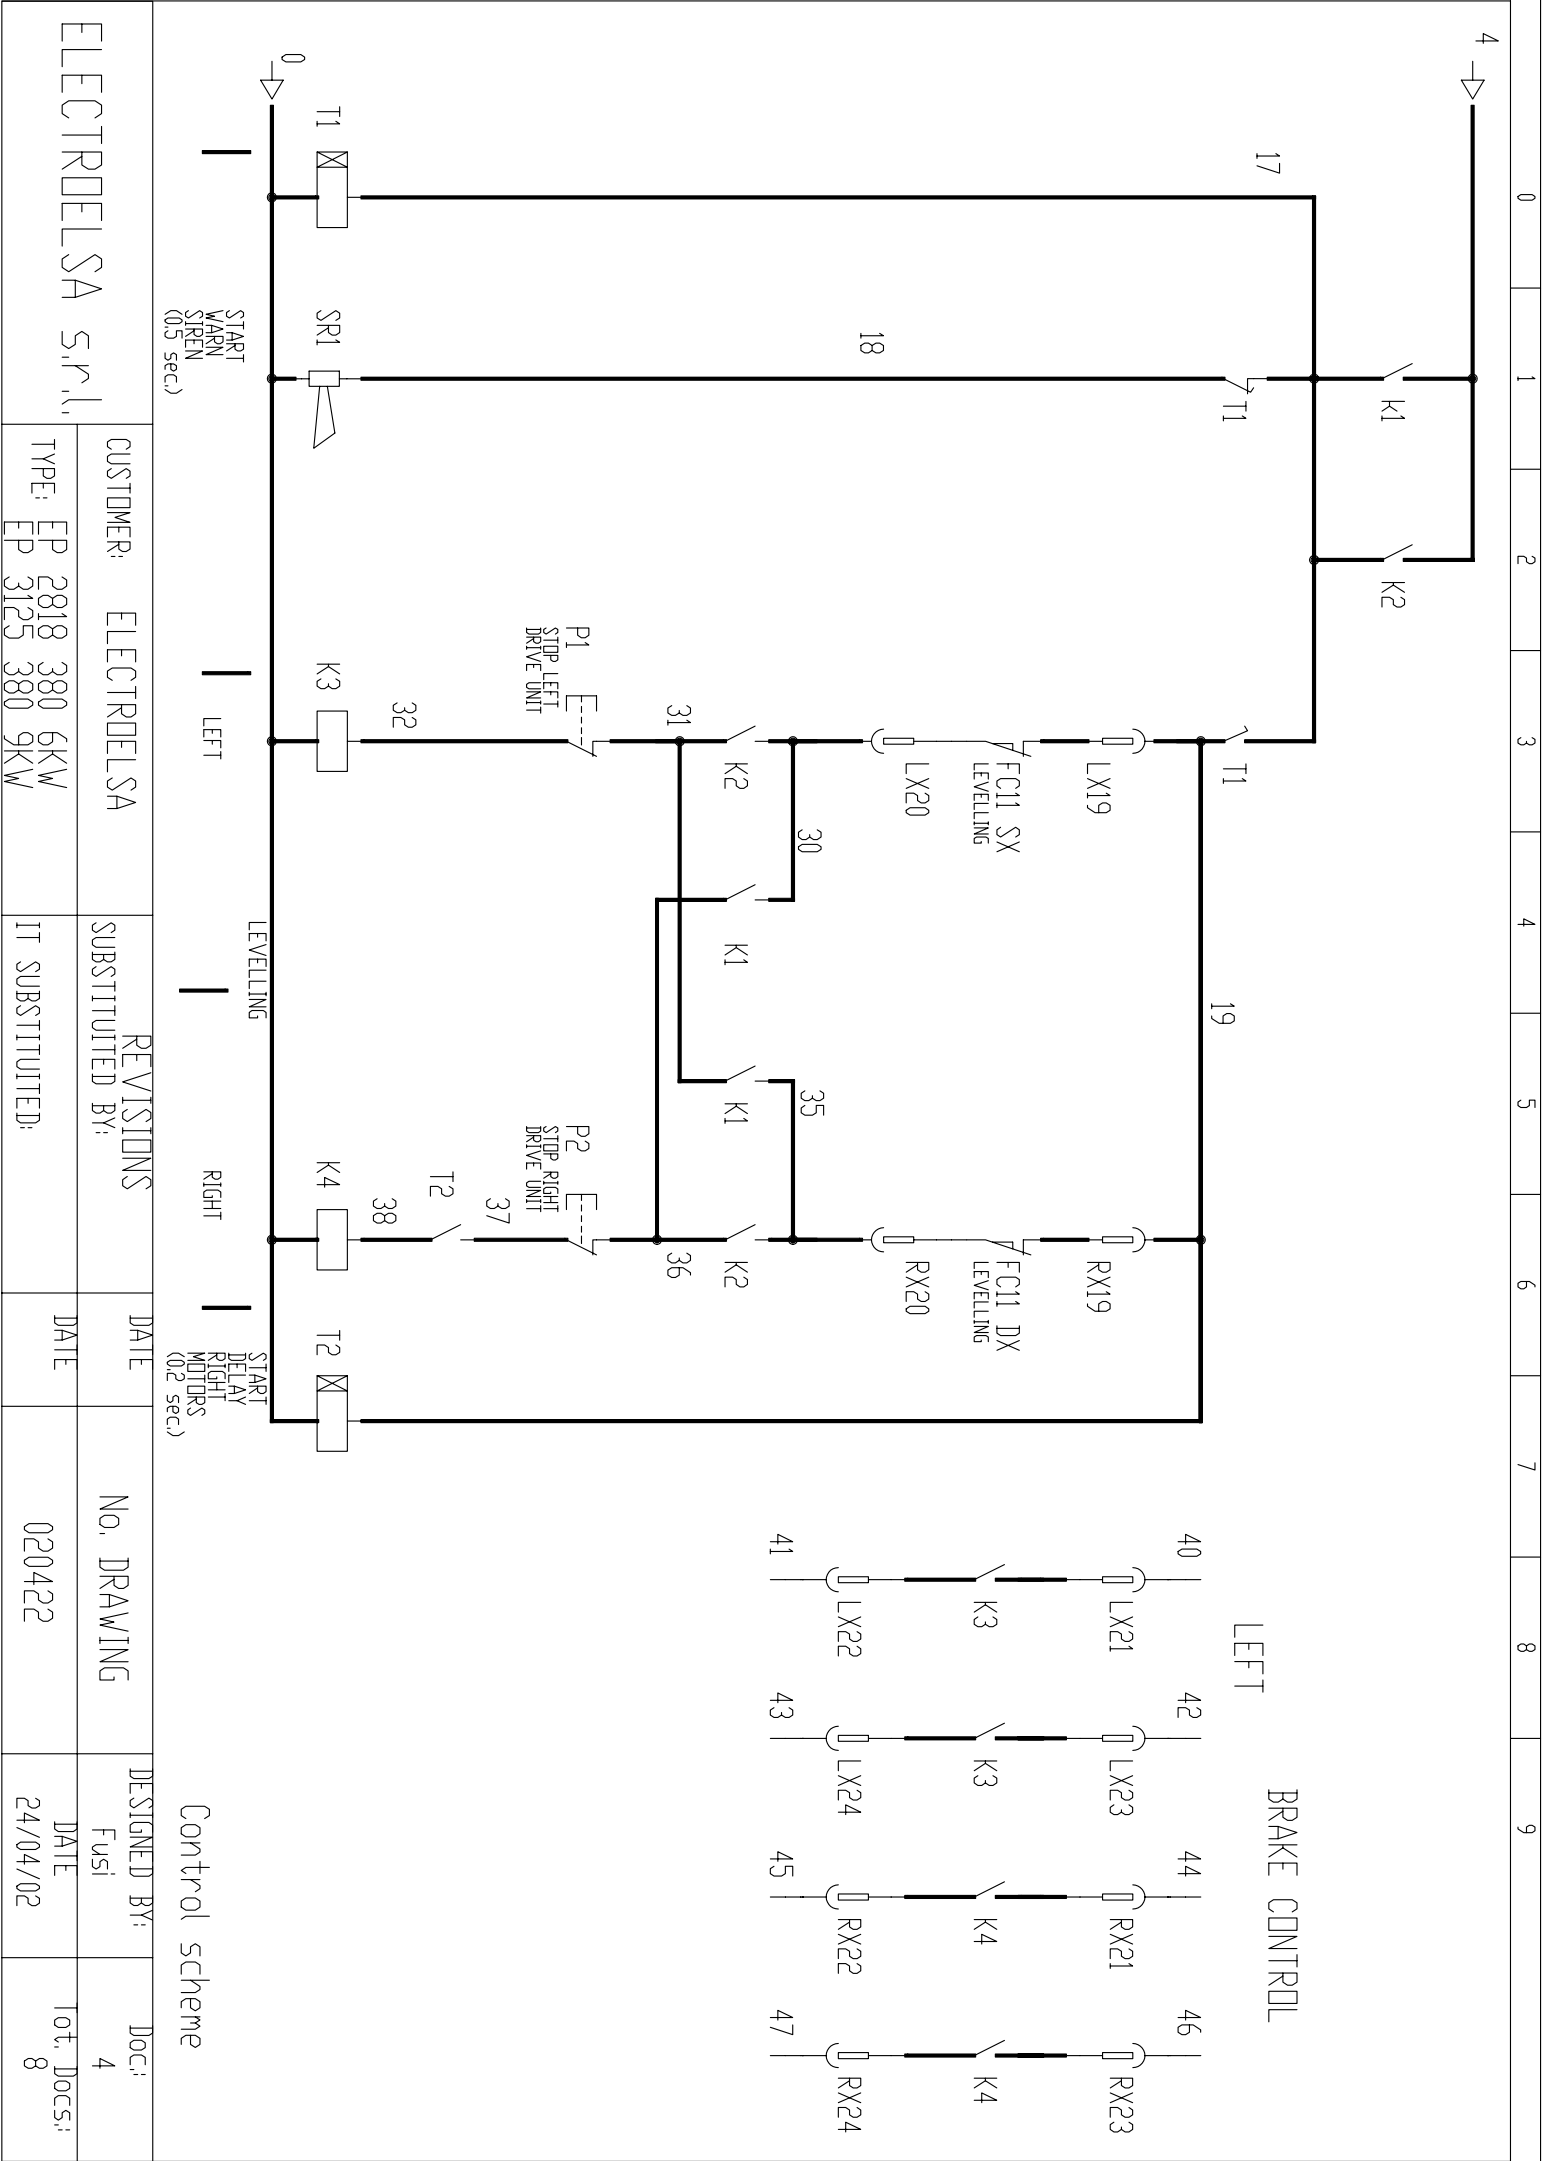 0 1 2 3 4 5 6 7 8 9
4
K1
K2
17
T1
T1
19
LX19
RX19
FC11 SX
LEVELLING
FC11 DX
LEVELLING
LX20
RX20
18
30
35
K2
K1
K1
K2
31
36
P1
STOP LEFT
DRIVE UNIT
P2
STOP RIGHT
DRIVE UNIT
37
T2
32
38
T1
SR1
K3
K4
T2
0
START
WARN
SIREN
(0.5 sec.)
LEFT
LEVELLING
RIGHT
START
DELAY
RIGHT
MOTORS
(0.2 sec.)
BRAKE CONTROL
LEFT
40
42
44
46
LX21
LX23
RX21
RX23
K3
K3
K4
K4
LX22
LX24
RX22
RX24
41
43
45
47
Control scheme
ELECTROELSA s.r.l.
CUSTOMER: ELECTROELSA
TYPE: EP 2818 380 6KW
EP 3125 380 9KW
REVISIONS
SUBSTITUITED BY:
IT SUBSTITUITED:
DATE
DATE
No. DRAWING
020422
DESIGNED BY:
Fusi
DATE
24/04/02
Doc.:
4
Tot. Docs.:
8